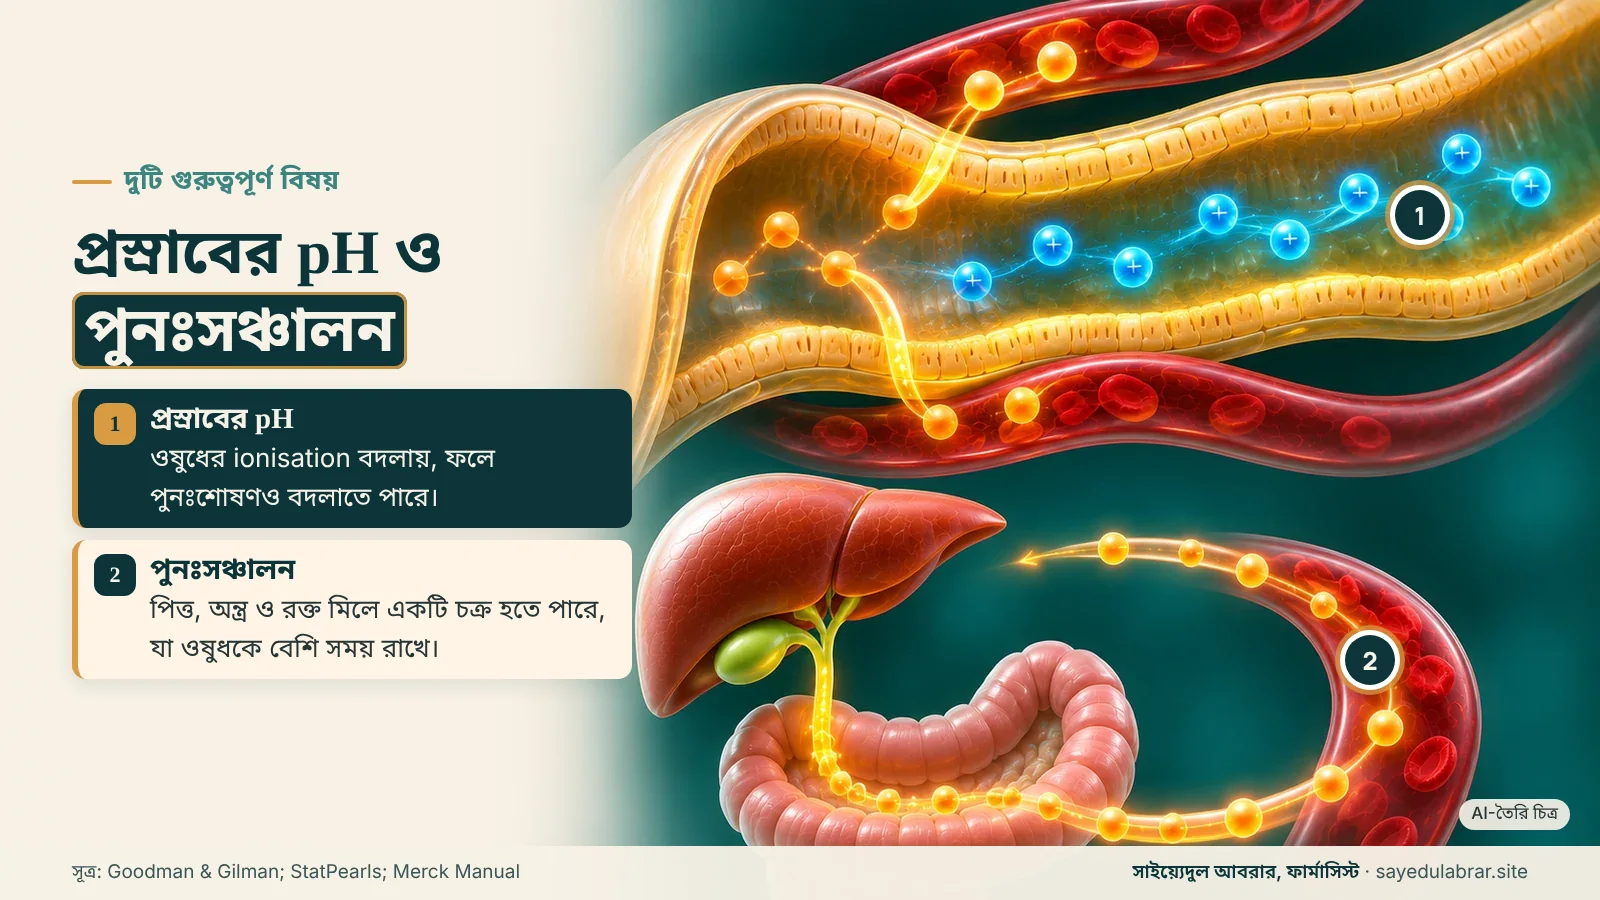 দুটি গুরুত্বপূর্ণ বিষয়
প্রস্রাবের pH ও
পুনঃসঞ্চালন
1
প্রস্রাবের pH
ওষুধের ionisation বদলায়, ফলে
পুনঃশোষণও বদলাতে পারে।
2
পুনঃসঞ্চালন
পিত্ত, অন্ত্র ও রক্ত মিলে একটি চক্র হতে পারে,
যা ওষুধকে বেশি সময় রাখে।
1
2
AI-তৈরি চিত্র
সূত্র: Goodman & Gilman; StatPearls; Merck Manual
সাইয়্যেদুল আবরার, ফার্মাসিস্ট · sayedulabrar.site